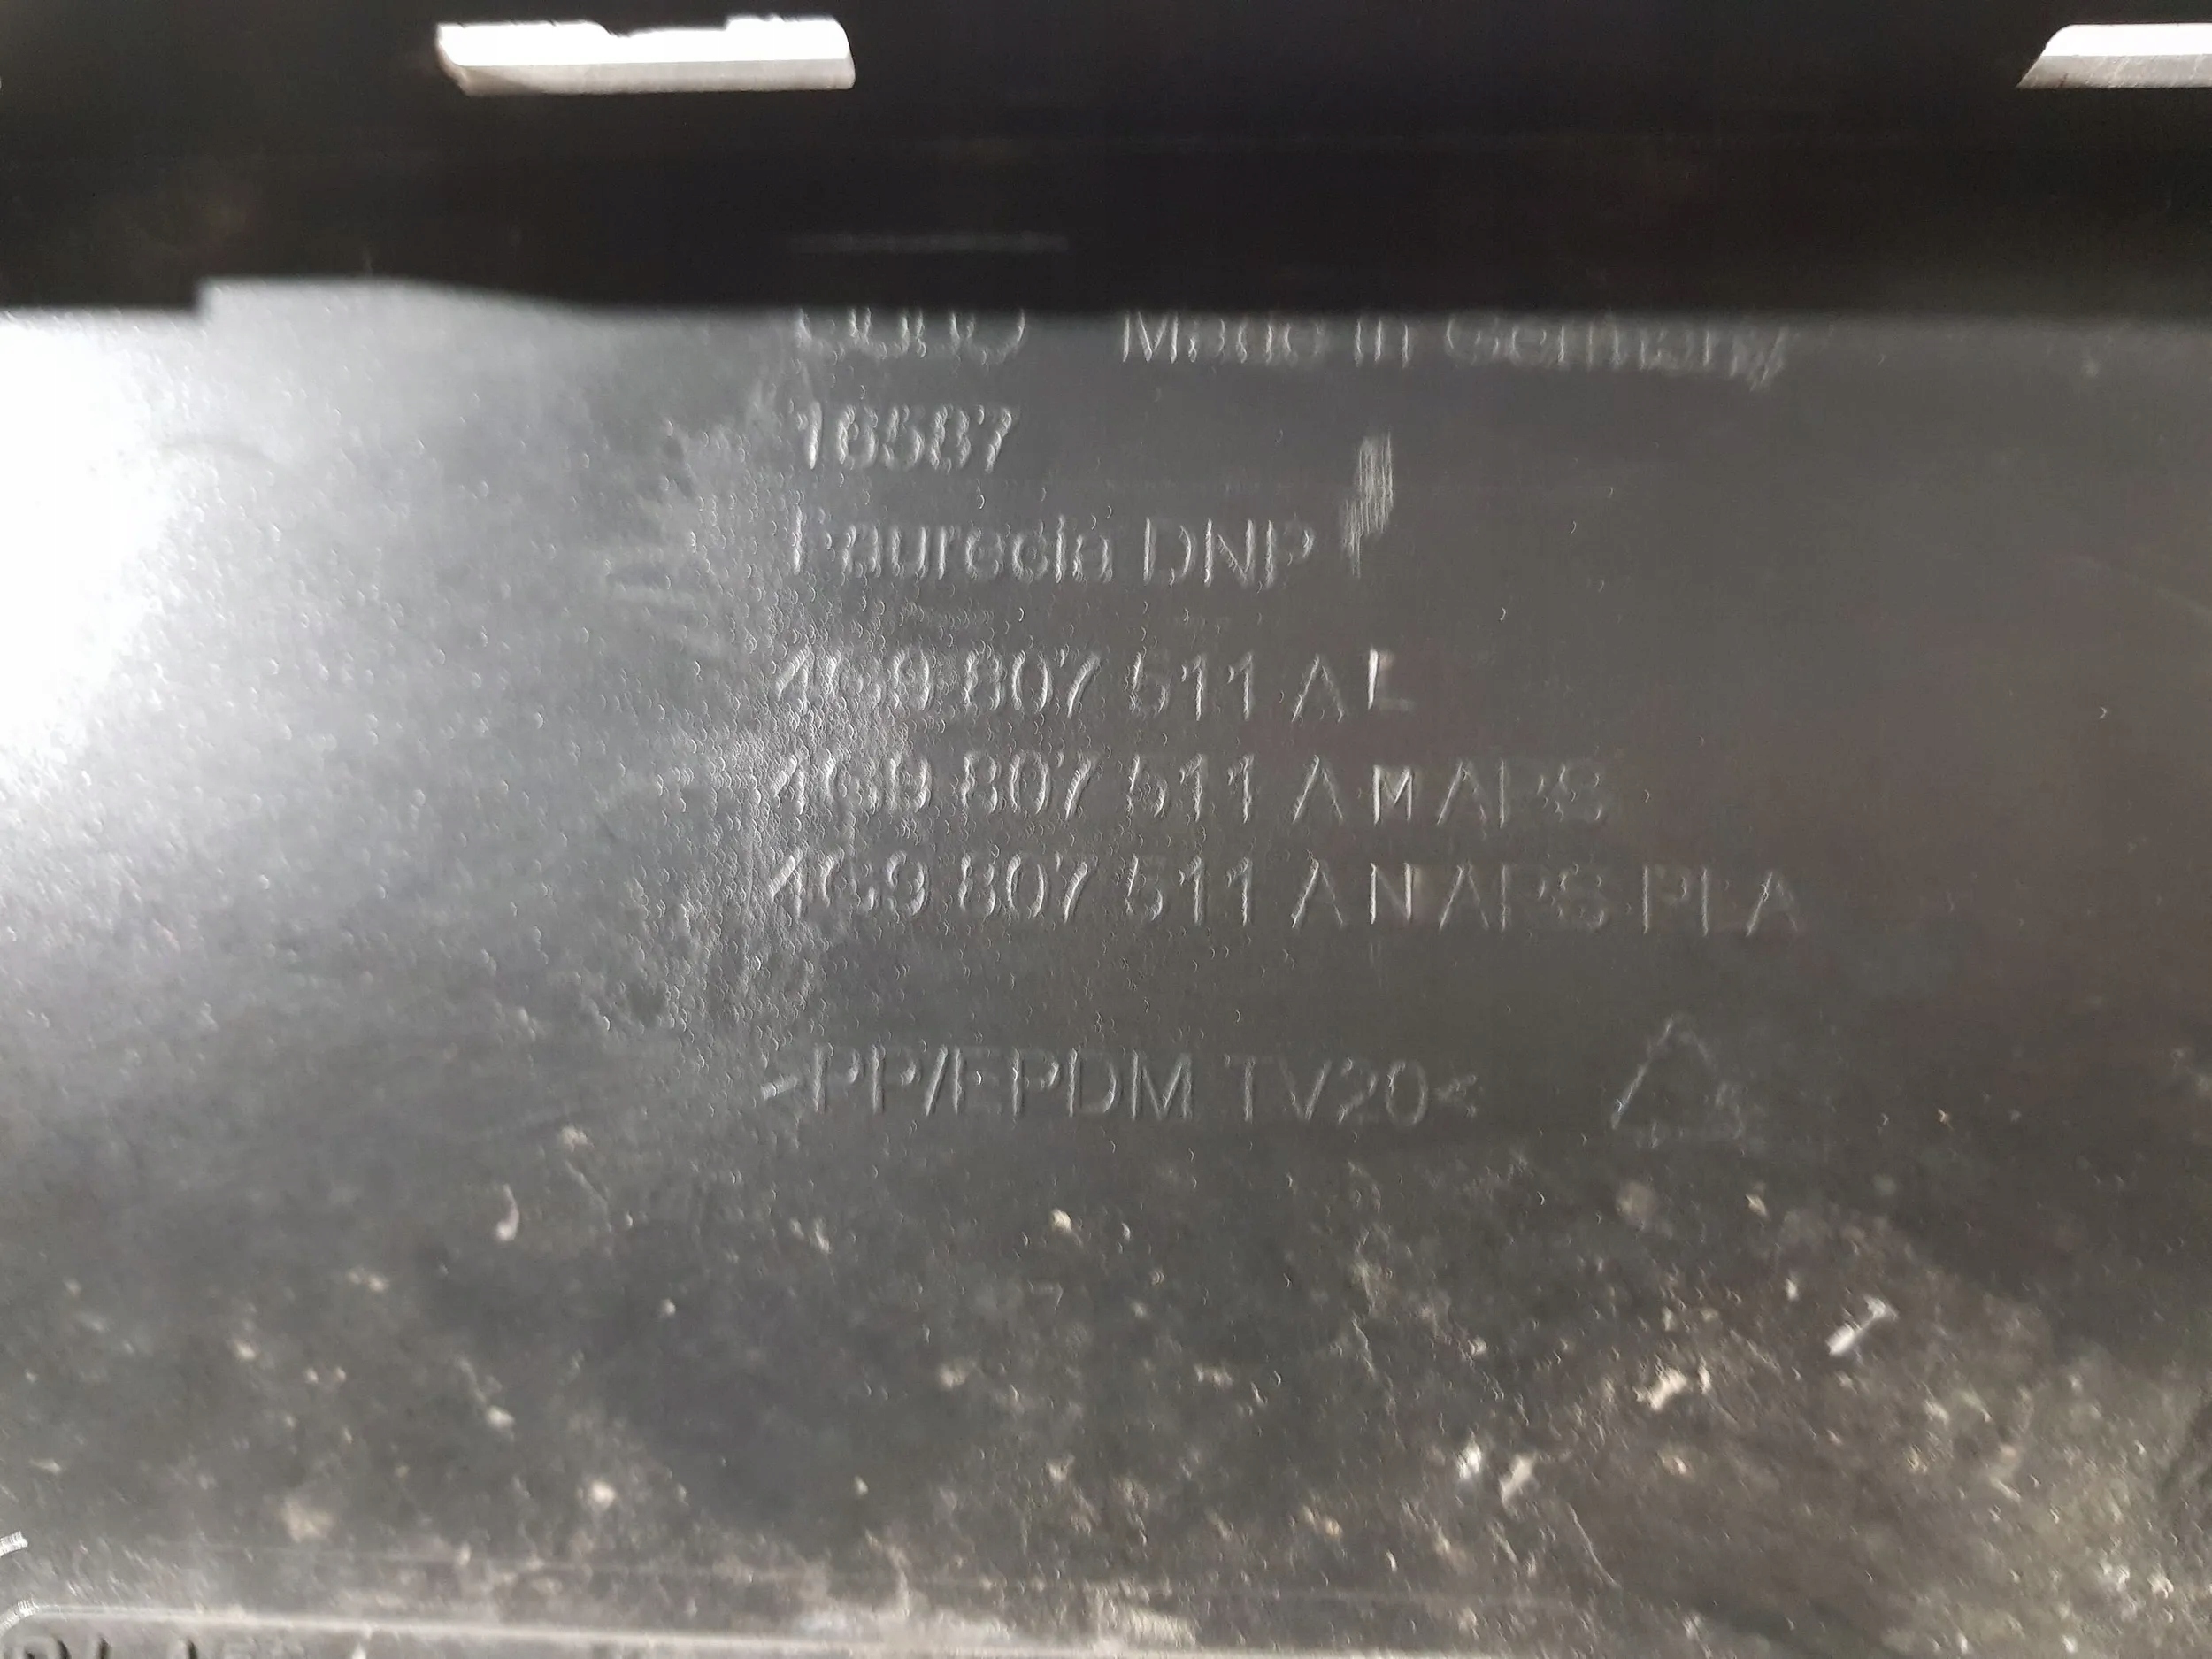 Made in Germany
16587
Faurecia DNP
4G9 807 511 A L
4G9 807 511 A M APS
4G9 807 511 A N APS PLA
>PP/EPDM TV20<